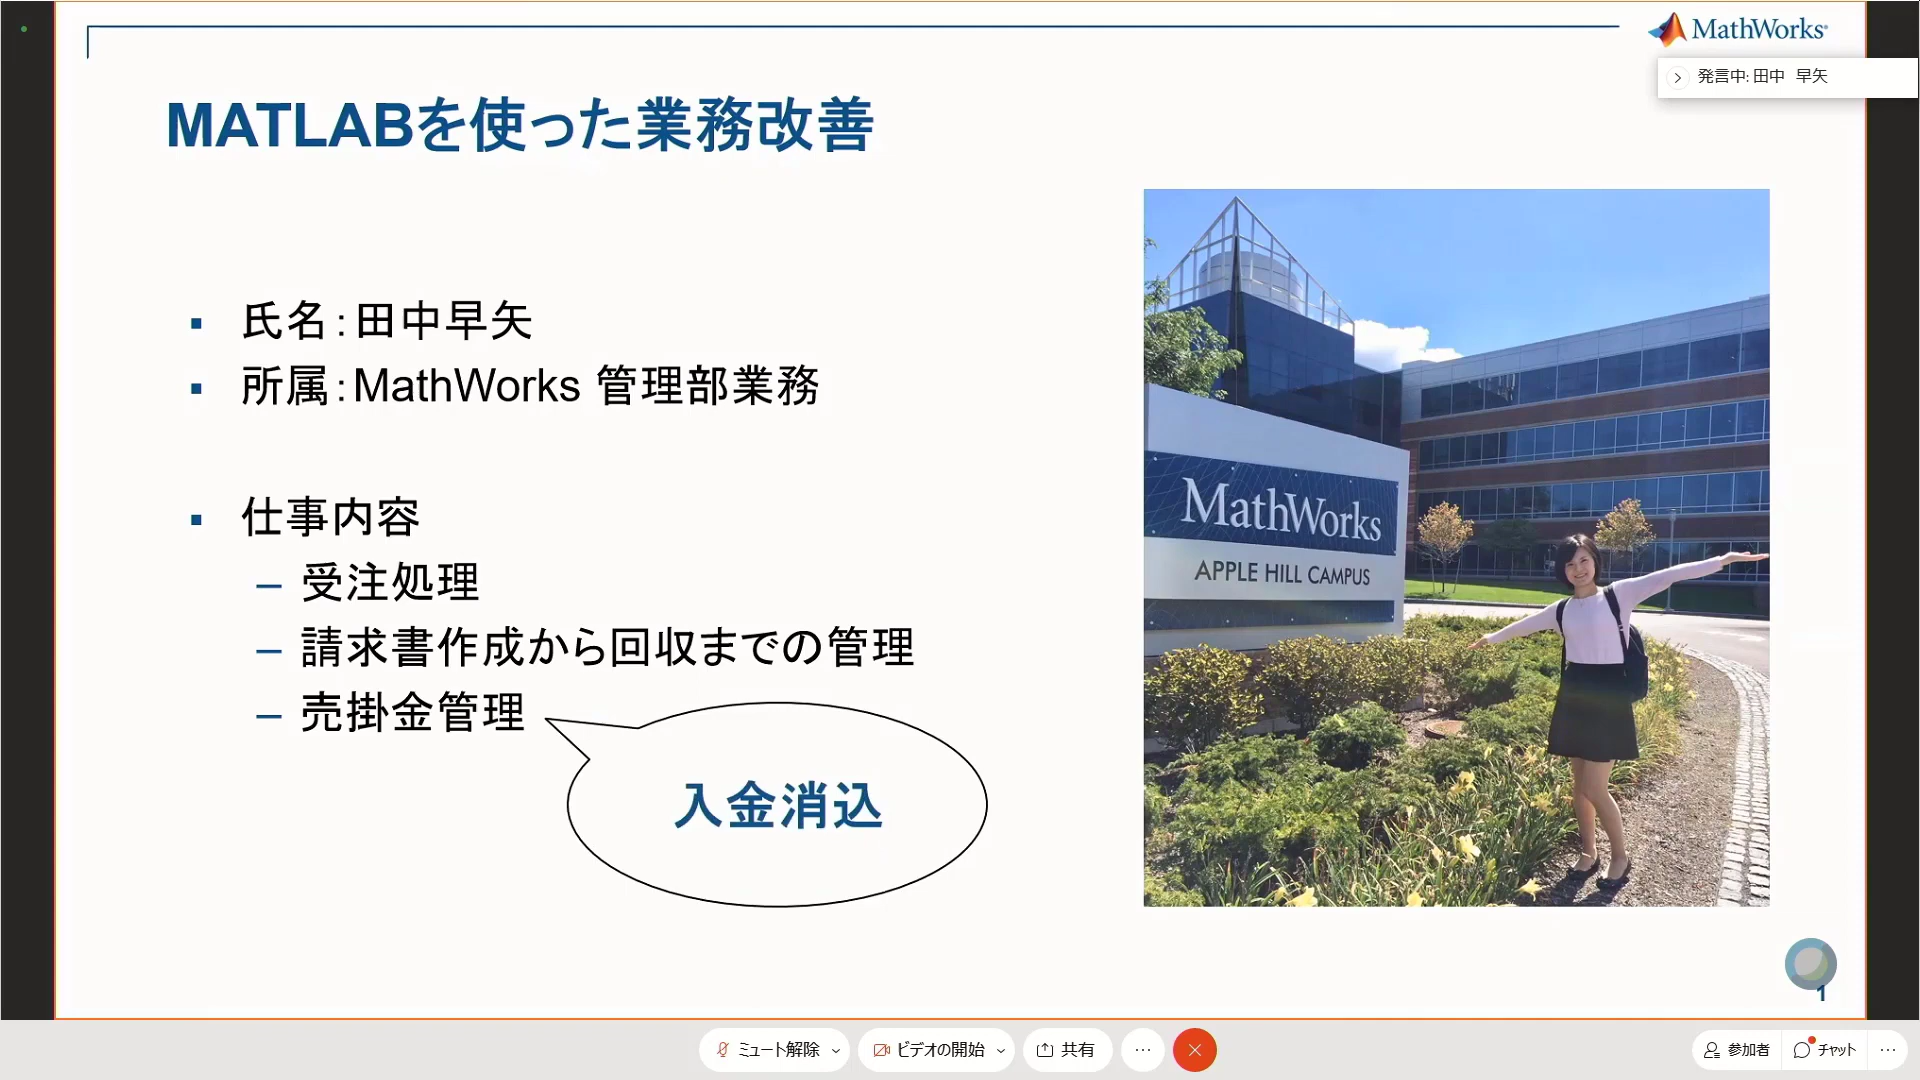 MathWorks®
発言中: 田中 早矢
MATLABを使った業務改善
▪ 氏名：田中早矢
▪ 所属：MathWorks 管理部業務
▪ 仕事内容
– 受注処理
– 請求書作成から回収までの管理
– 売掛金管理
入金消込
MathWorks
APPLE HILL CAMPUS
1
ミュート解除
ビデオの開始
共有
参加者
チャット